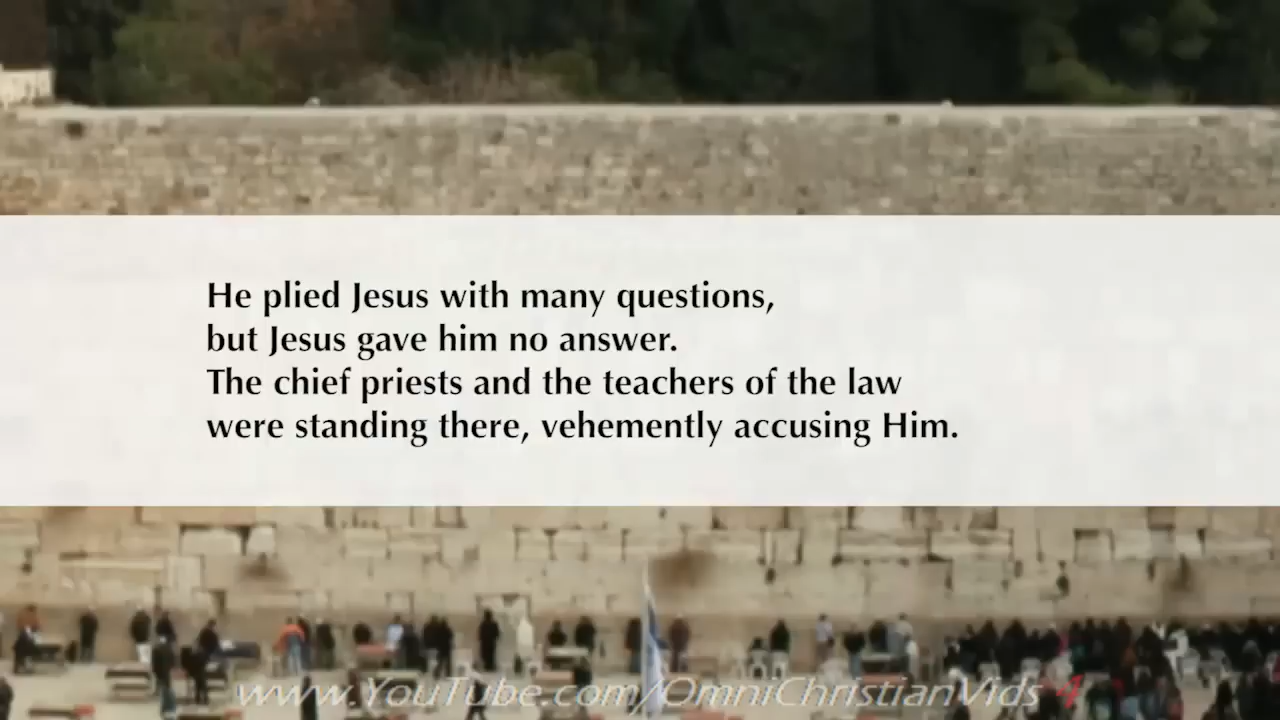 He plied Jesus with many questions,
but Jesus gave him no answer.
The chief priests and the teachers of the law
were standing there, vehemently accusing Him.
www.YouTube.com/OmniChristianVids